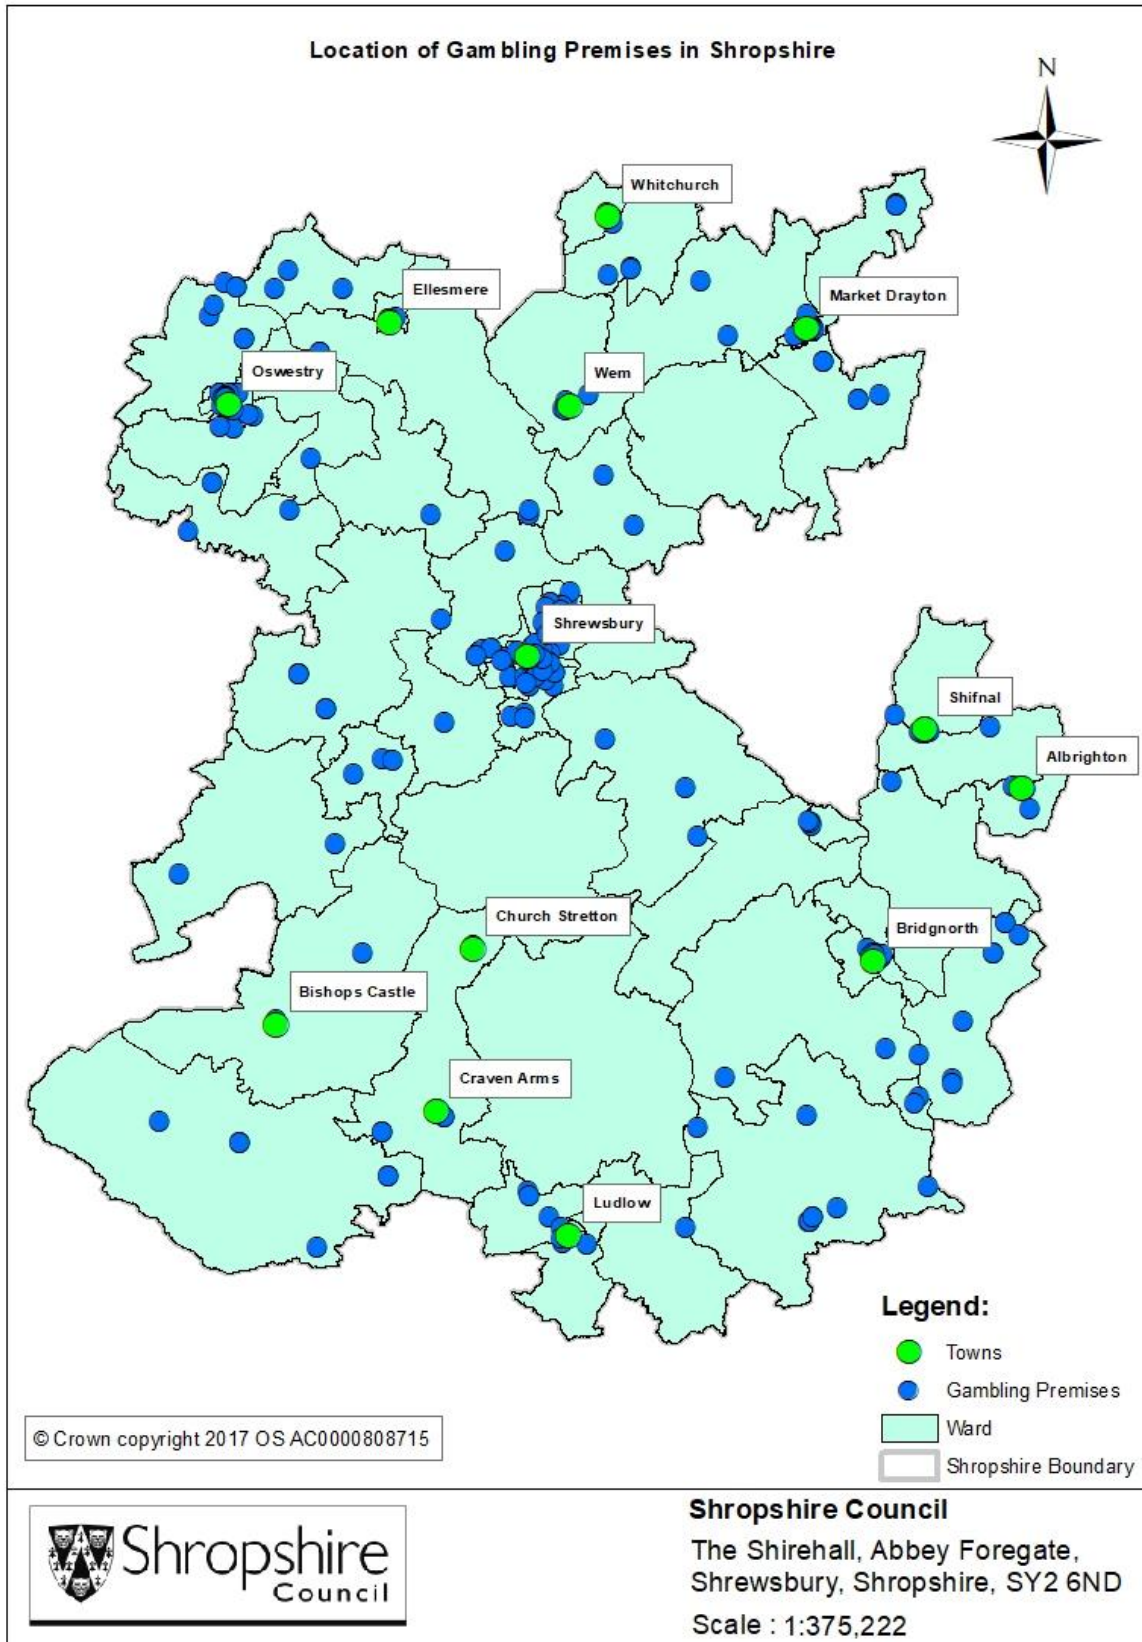 Location of Gambling Premises in Shropshire
N
Whitchurch
Ellesmere
Market Drayton
Oswestry
Wem
Shrewsbury
Shifnal
Albrighton
Church Stretton
Bridgnorth
Bishops Castle
Craven Arms
Ludlow
Legend:
Towns
Gambling Premises
Ward
Shropshire Boundary
© Crown copyright 2017 OS AC0000808715
Shropshire
Council
Shropshire Council
The Shirehall, Abbey Foregate,
Shrewsbury, Shropshire, SY2 6ND
Scale : 1:375,222